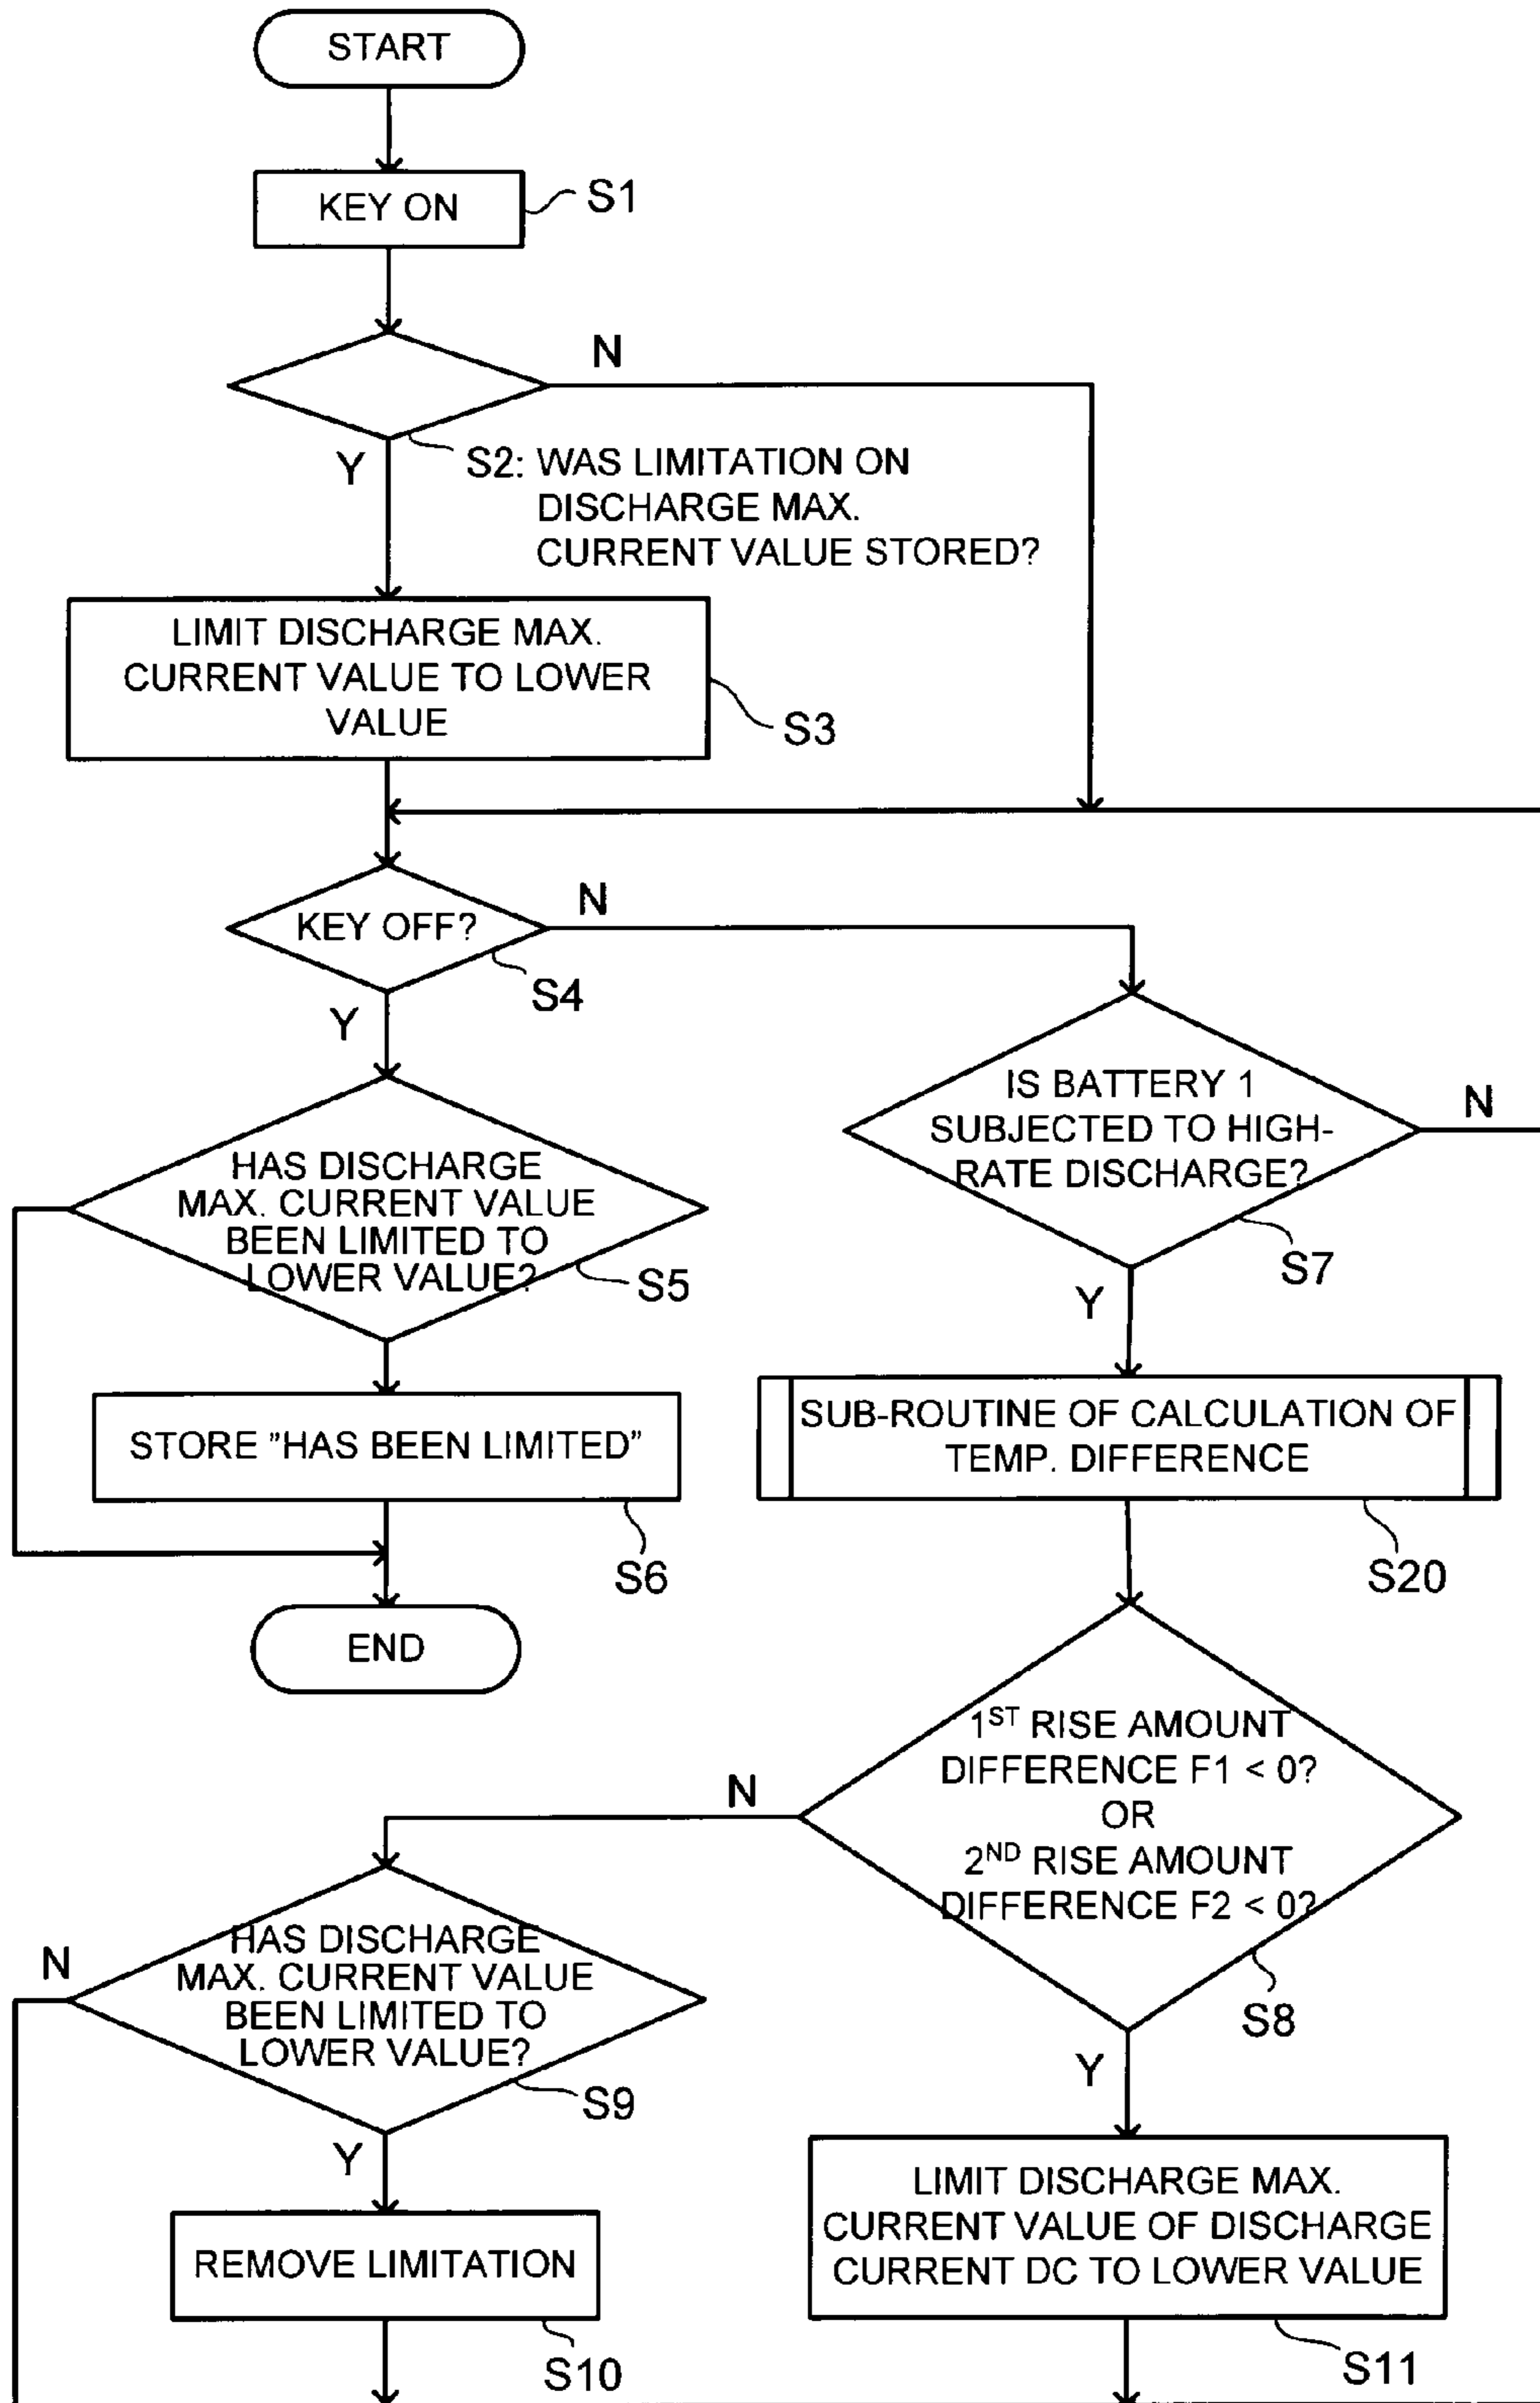 START
KEY ON
S1
N
Y
S2: WAS LIMITATION ON
DISCHARGE MAX.
CURRENT VALUE STORED?
LIMIT DISCHARGE MAX.
CURRENT VALUE TO LOWER
VALUE
S3
KEY OFF?
N
S4
Y
IS BATTERY 1
SUBJECTED TO HIGH-
RATE DISCHARGE?
N
S7
Y
HAS DISCHARGE
MAX. CURRENT VALUE
BEEN LIMITED TO
LOWER VALUE?
S5
STORE ”HAS BEEN LIMITED”
S6
END
SUB-ROUTINE OF CALCULATION OF
TEMP. DIFFERENCE
S20
1ST RISE AMOUNT
DIFFERENCE F1 < 0?
OR
2ND RISE AMOUNT
DIFFERENCE F2 < 0?
N
S8
Y
HAS DISCHARGE
MAX. CURRENT VALUE
BEEN LIMITED TO
LOWER VALUE?
N
S9
Y
REMOVE LIMITATION
S10
LIMIT DISCHARGE MAX.
CURRENT VALUE OF DISCHARGE
CURRENT DC TO LOWER VALUE
S11